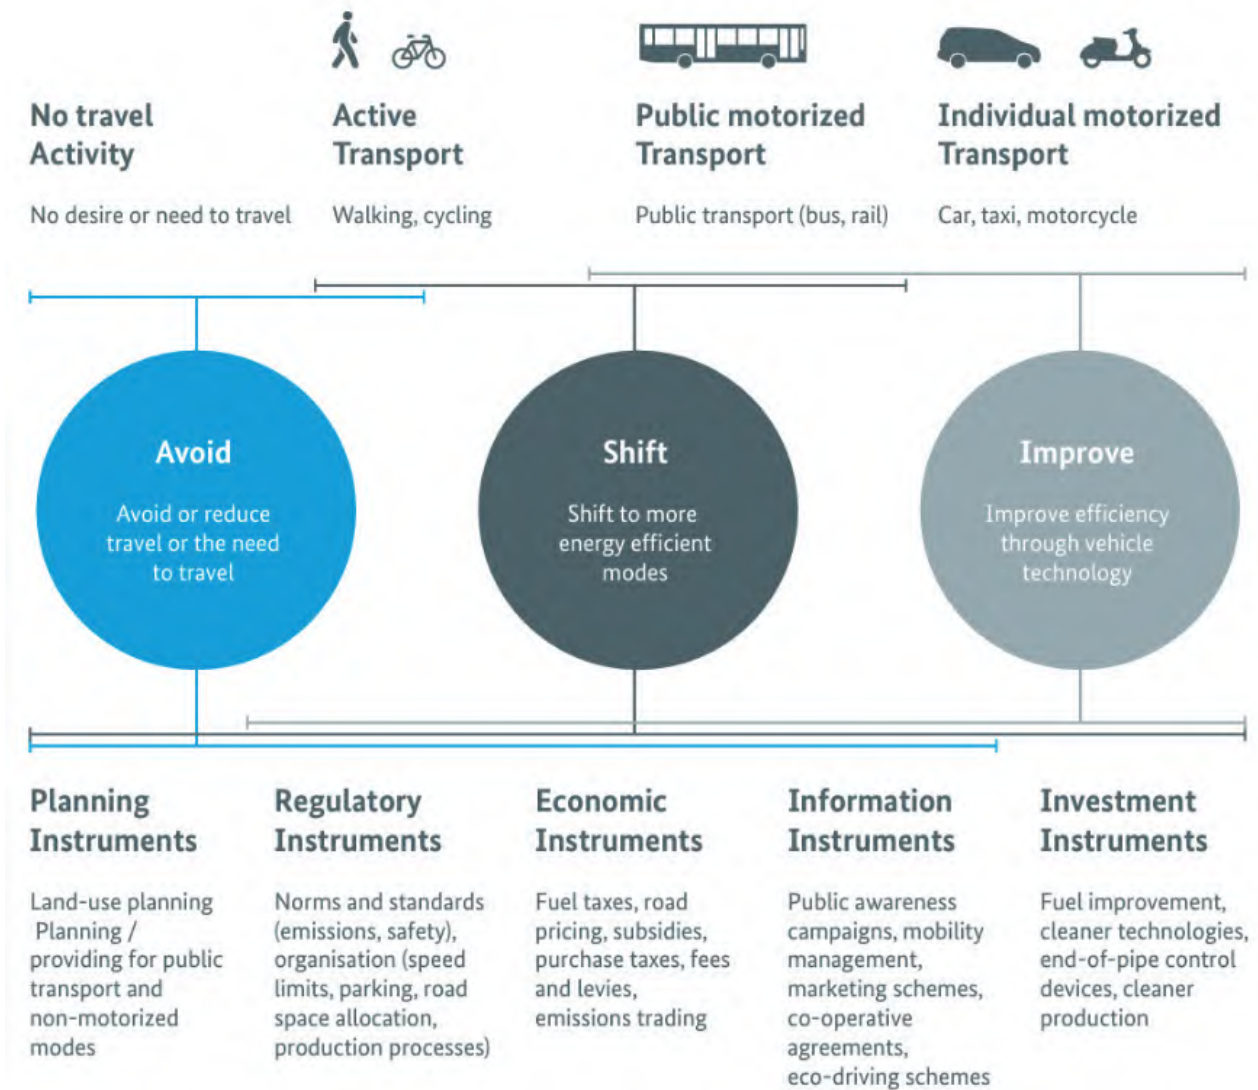 No travel
Activity
No desire or need to travel
Active
Transport
Walking, cycling
Public motorized
Transport
Public transport (bus, rail)
Individual motorized
Transport
Car, taxi, motorcycle
Avoid
Avoid or reduce
travel or the need
to travel
Shift
Shift to more
energy efficient
modes
Improve
Improve efficiency
through vehicle
technology
Planning
Instruments
Land-use planning
Planning /
providing for public
transport and
non-motorized
modes
Regulatory
Instruments
Norms and standards
(emissions, safety),
organisation (speed
limits, parking, road
space allocation,
production processes)
Economic
Instruments
Fuel taxes, road
pricing, subsidies,
purchase taxes, fees
and levies,
emissions trading
Information
Instruments
Public awareness
campaigns, mobility
management,
marketing schemes,
co-operative
agreements,
eco-driving schemes
Investment
Instruments
Fuel improvement,
cleaner technologies,
end-of-pipe control
devices, cleaner
production